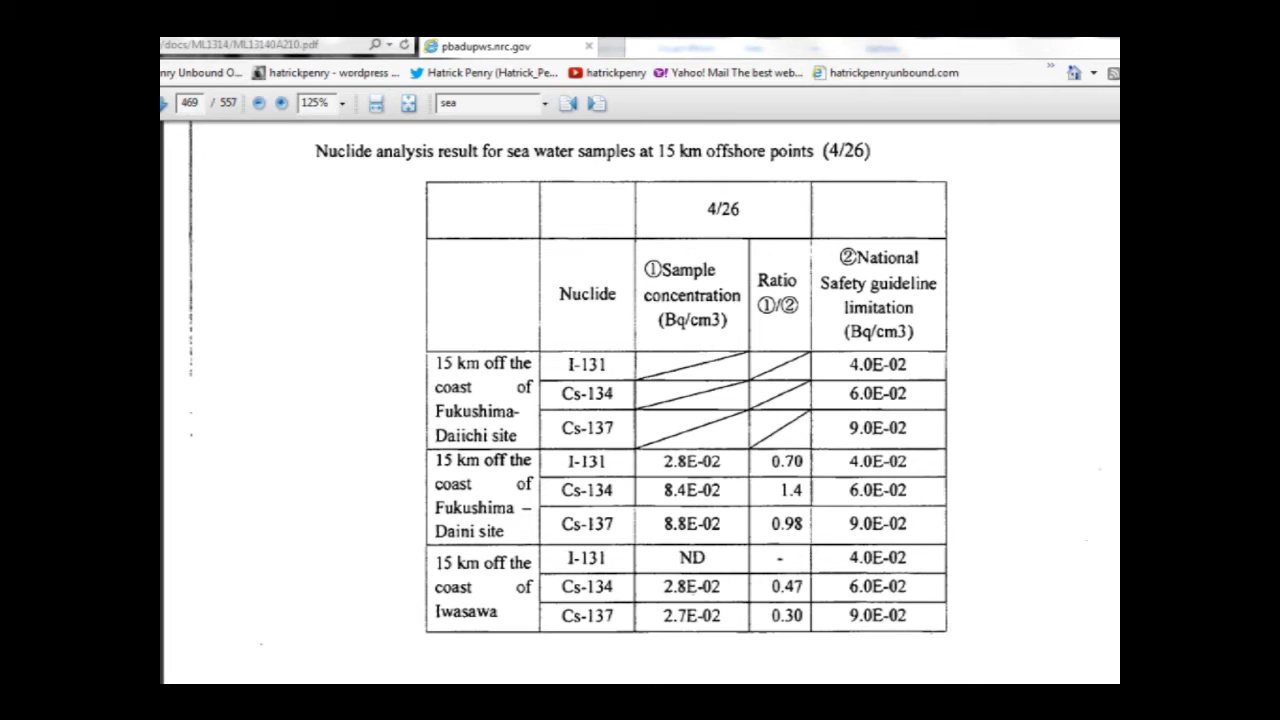 /docs/ML1314/ML13140A210.pdf
pbadupws.nrc.gov
nry Unbound O... hatrickpenry - wordpress ... Hatrick Penry (Hatrick_Pe... hatrickpenry Yahoo! Mail The best web... hatrickpenryunbound.com
469 / 557 125% sea
Nuclide analysis result for sea water samples at 15 km offshore points (4/26)
4/26
Nuclide
①Sample
concentration
(Bq/cm3)
Ratio
①/②
②National
Safety guideline
limitation
(Bq/cm3)
15 km off the
coast of
Fukushima-
Daiichi site
I-131 4.0E-02
Cs-134 6.0E-02
Cs-137 9.0E-02
15 km off the
coast of
Fukushima –
Daini site
I-131 2.8E-02 0.70 4.0E-02
Cs-134 8.4E-02 1.4 6.0E-02
Cs-137 8.8E-02 0.98 9.0E-02
15 km off the
coast of
Iwasawa
I-131 ND - 4.0E-02
Cs-134 2.8E-02 0.47 6.0E-02
Cs-137 2.7E-02 0.30 9.0E-02